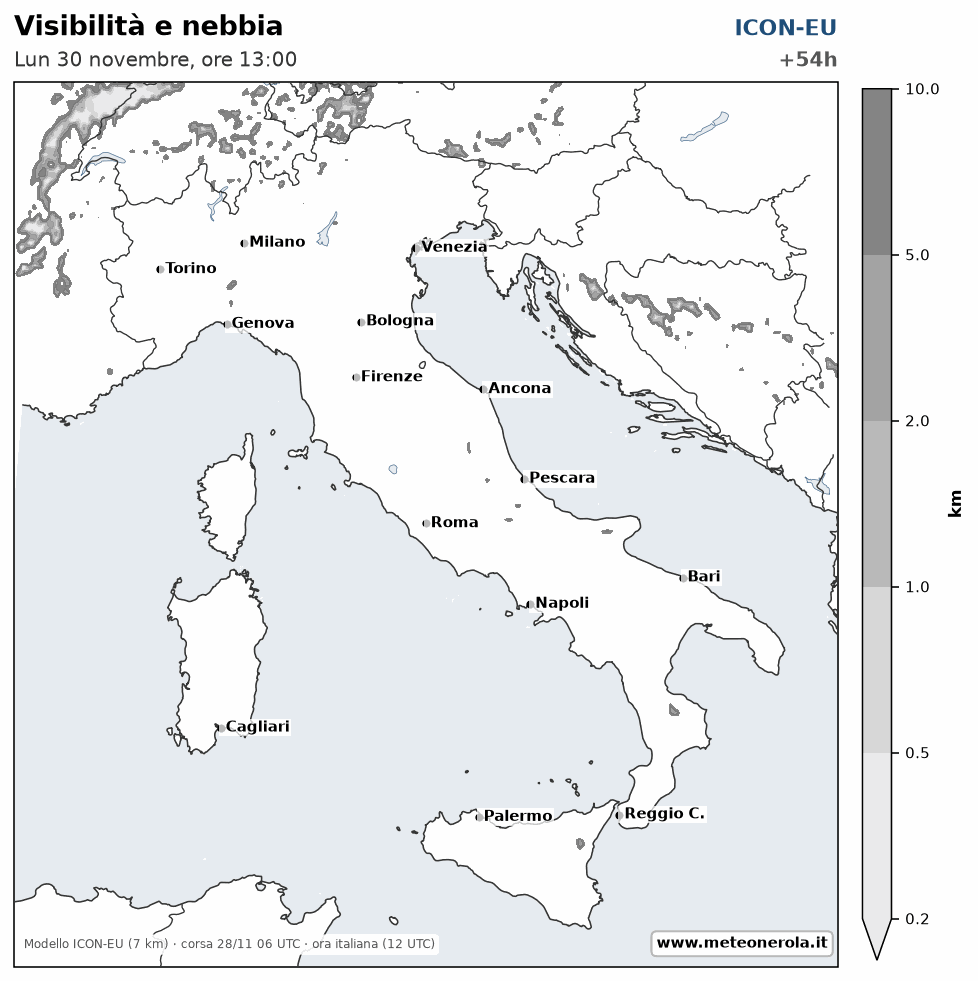 Visibilità e nebbia
ICON-EU
Lun 30 novembre, ore 13:00
+54h
10.0
5.0
2.0
1.0
0.5
0.2
km
Milano
Venezia
Torino
Genova
Bologna
Firenze
Ancona
Pescara
Roma
Bari
Napoli
Cagliari
Palermo
Reggio C.
Modello ICON-EU (7 km) · corsa 28/11 06 UTC · ora italiana (12 UTC)
www.meteonerola.it